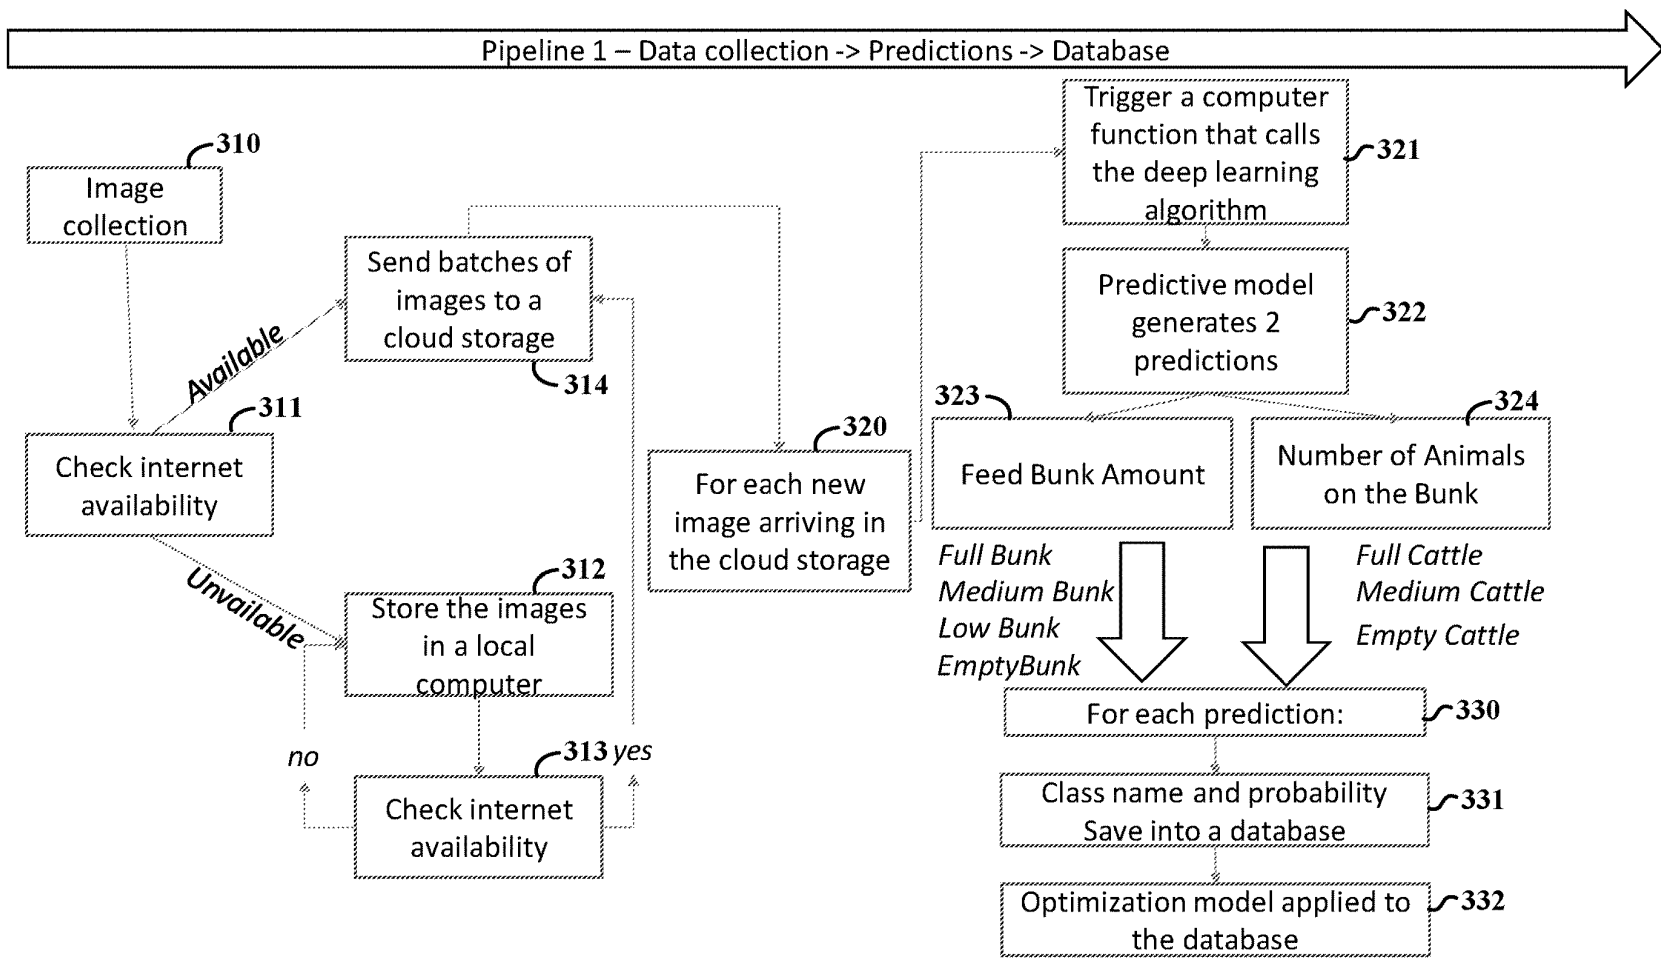 Pipeline 1 – Data collection -> Predictions -> Database
310
Image
collection
311
Check internet
availability
Available
Unvailable
Send batches of
images to a
cloud storage
314
312
Store the images
in a local
computer
no
313
yes
Check internet
availability
320
For each new
image arriving in
the cloud storage
Trigger a computer
function that calls
the deep learning
algorithm
321
Predictive model
generates 2
predictions
322
323
Feed Bunk Amount
324
Number of Animals
on the Bunk
Full Bunk
Medium Bunk
Low Bunk
EmptyBunk
Full Cattle
Medium Cattle
Empty Cattle
For each prediction:
330
Class name and probability
Save into a database
331
Optimization model applied to
the database
332